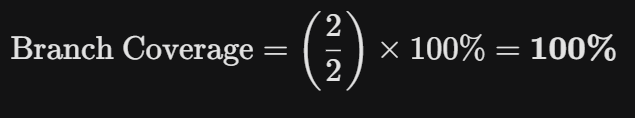 Branch Coverage = (2/2) × 100% = 100%